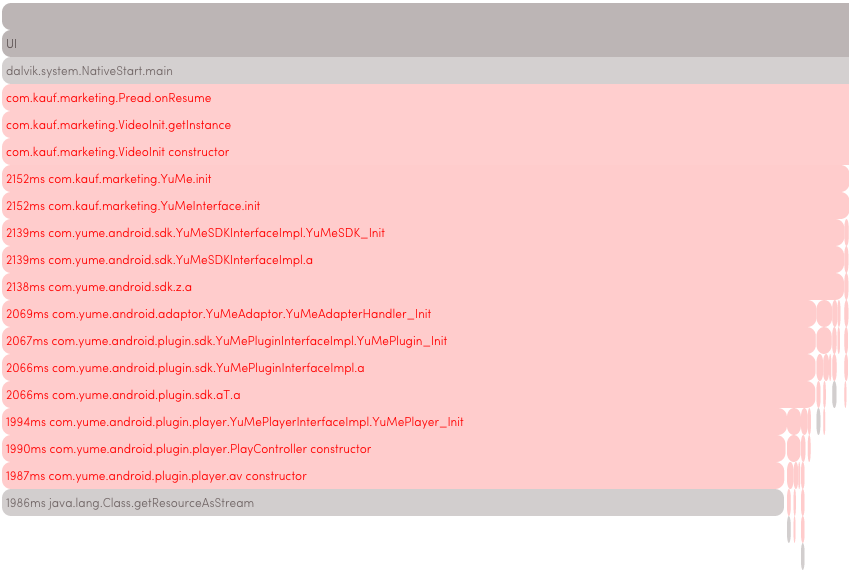 UI
dalvik.system.NativeStart.main
com.kauf.marketing.Pread.onResume
com.kauf.marketing.VideoInit.getInstance
com.kauf.marketing.VideoInit constructor
2152ms com.kauf.marketing.YuMe.init
2152ms com.kauf.marketing.YuMeInterface.init
2139ms com.yume.android.sdk.YuMeSDKInterfaceImpl.YuMeSDK_Init
2139ms com.yume.android.sdk.YuMeSDKInterfaceImpl.a
2138ms com.yume.android.sdk.z.a
2069ms com.yume.android.adaptor.YuMeAdaptor.YuMeAdapterHandler_Init
2067ms com.yume.android.plugin.sdk.YuMePluginInterfaceImpl.YuMePlugin_Init
2066ms com.yume.android.plugin.sdk.YuMePluginInterfaceImpl.a
2066ms com.yume.android.plugin.sdk.aT.a
1994ms com.yume.android.plugin.player.YuMePlayerInterfaceImpl.YuMePlayer_Init
1990ms com.yume.android.plugin.player.PlayController constructor
1987ms com.yume.android.plugin.player.av constructor
1986ms java.lang.Class.getResourceAsStream